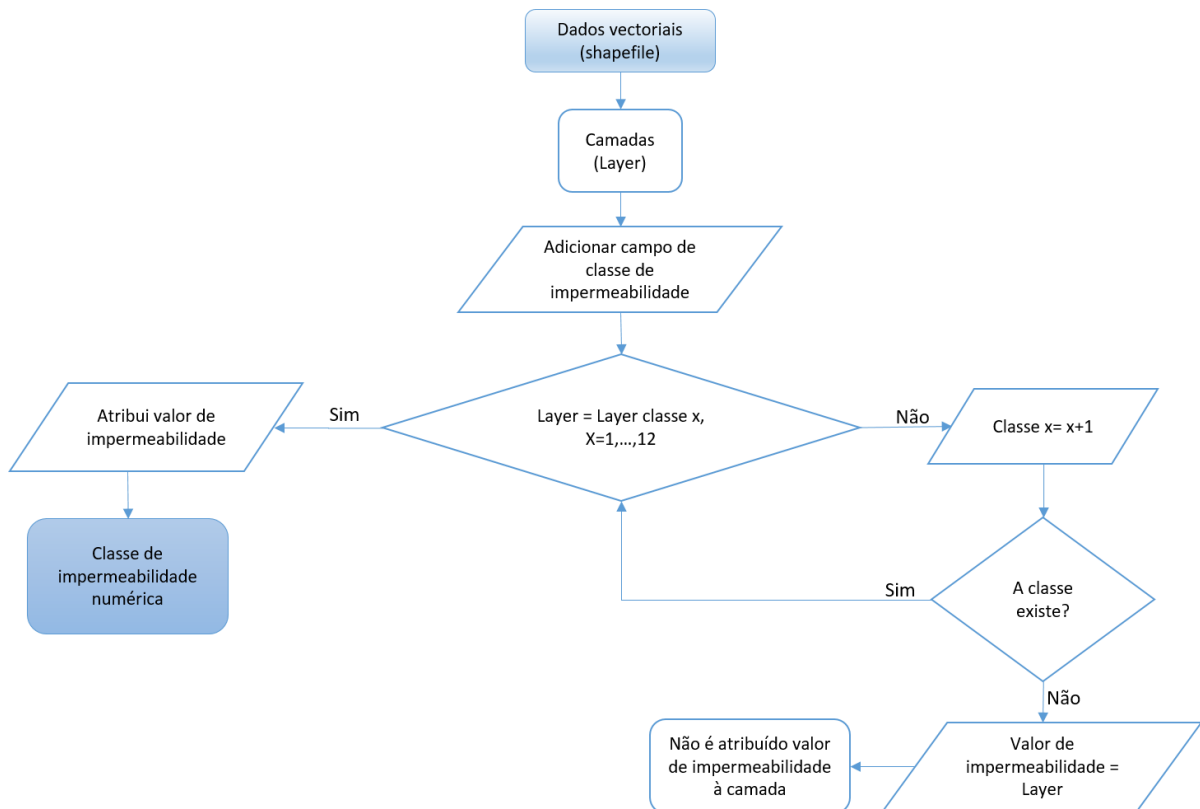 Dados vectoriais
(shapefile)
Camadas
(Layer)
Adicionar campo de
classe de
impermeabilidade
Layer = Layer classe x,
X=1,...,12
Sim
Não
Atribui valor de
impermeabilidade
Classe de
impermeabilidade
numérica
Classe x= x+1
A classe
existe?
Sim
Não
Valor de
impermeabilidade =
Layer
Não é atribuído valor
de impermeabilidade
à camada